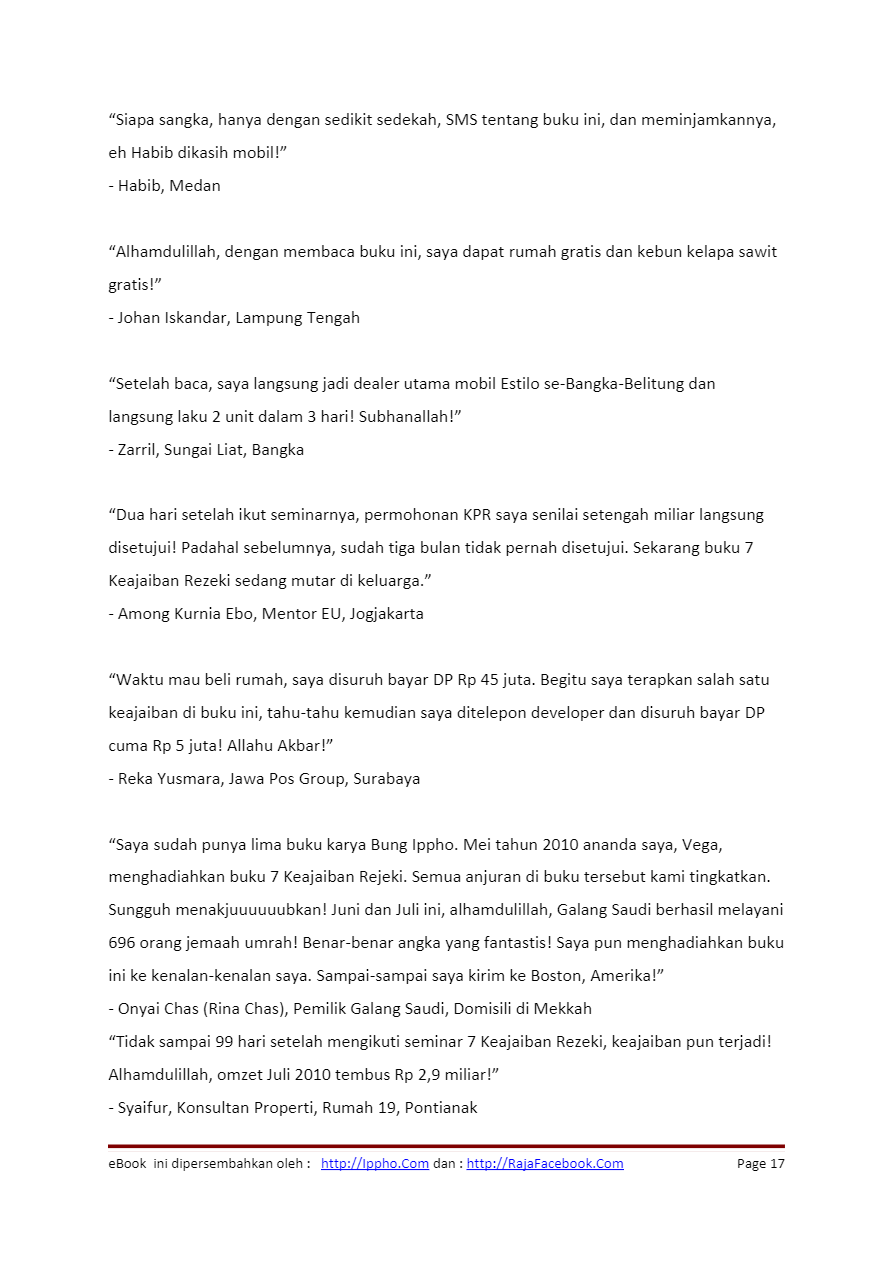 “Siapa sangka, hanya dengan sedikit sedekah, SMS tentang buku ini, dan meminjamkannya,
eh Habib dikasih mobil!”
- Habib, Medan
“Alhamdulillah, dengan membaca buku ini, saya dapat rumah gratis dan kebun kelapa sawit
gratis!”
- Johan Iskandar, Lampung Tengah
“Setelah baca, saya langsung jadi dealer utama mobil Estilo se-Bangka-Belitung dan
langsung laku 2 unit dalam 3 hari! Subhanallah!”
- Zarril, Sungai Liat, Bangka
“Dua hari setelah ikut seminarnya, permohonan KPR saya senilai setengah miliar langsung
disetujui! Padahal sebelumnya, sudah tiga bulan tidak pernah disetujui. Sekarang buku 7
Keajaiban Rezeki sedang mutar di keluarga.”
- Among Kurnia Ebo, Mentor EU, Jogjakarta
“Waktu mau beli rumah, saya disuruh bayar DP Rp 45 juta. Begitu saya terapkan salah satu
keajaiban di buku ini, tahu-tahu kemudian saya ditelepon developer dan disuruh bayar DP
cuma Rp 5 juta! Allahu Akbar!”
- Reka Yusmara, Jawa Pos Group, Surabaya
“Saya sudah punya lima buku karya Bung Ippho. Mei tahun 2010 ananda saya, Vega,
menghadiahkan buku 7 Keajaiban Rejeki. Semua anjuran di buku tersebut kami tingkatkan.
Sungguh menakjuuuuuubkan! Juni dan Juli ini, alhamdulillah, Galang Saudi berhasil melayani
696 orang jemaah umrah! Benar-benar angka yang fantastis! Saya pun menghadiahkan buku
ini ke kenalan-kenalan saya. Sampai-sampai saya kirim ke Boston, Amerika!”
- Onyai Chas (Rina Chas), Pemilik Galang Saudi, Domisili di Mekkah
“Tidak sampai 99 hari setelah mengikuti seminar 7 Keajaiban Rezeki, keajaiban pun terjadi!
Alhamdulillah, omzet Juli 2010 tembus Rp 2,9 miliar!”
- Syaifur, Konsultan Properti, Rumah 19, Pontianak
eBook ini dipersembahkan oleh : http://Ippho.Com dan : http://RajaFacebook.Com Page 17